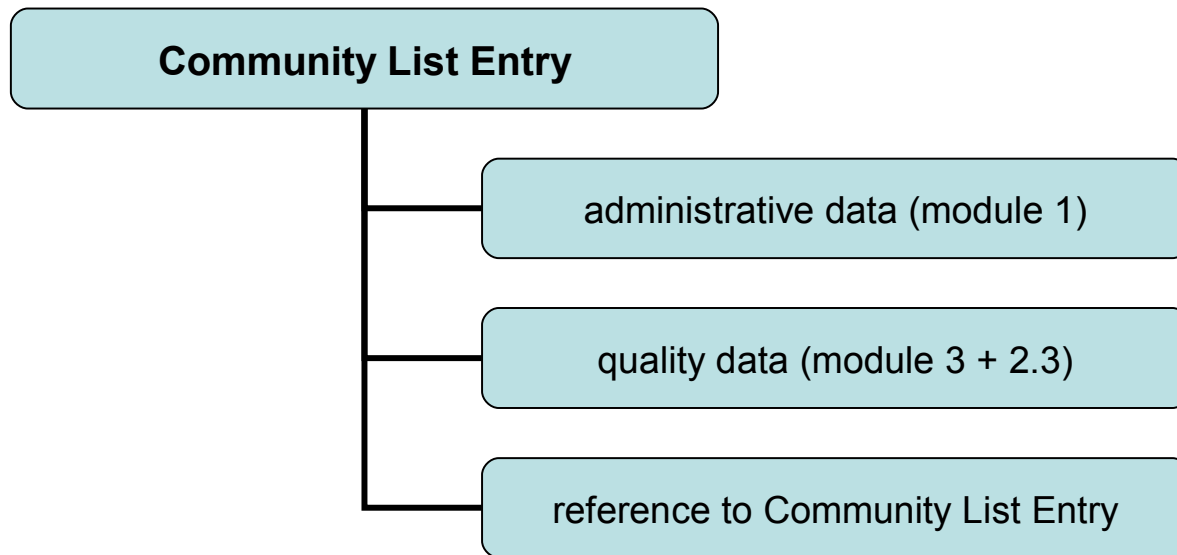 Community List Entry
administrative data (module 1)
quality data (module 3 + 2.3)
reference to Community List Entry